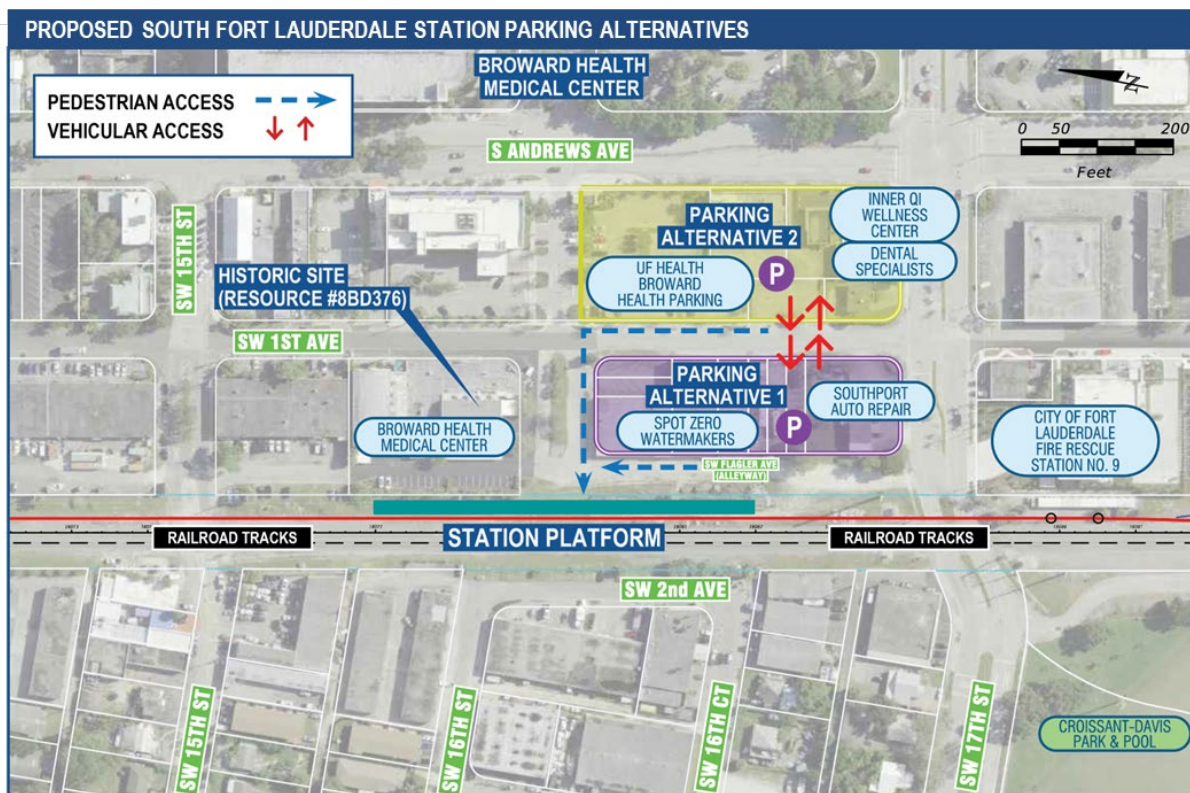 PROPOSED SOUTH FORT LAUDERDALE STATION PARKING ALTERNATIVES
BROWARD HEALTH
MEDICAL CENTER
PEDESTRIAN ACCESS
VEHICULAR ACCESS
N
0 50 200
Feet
S ANDREWS AVE
SW 15TH ST
HISTORIC SITE
(RESOURCE #8BD376)
PARKING
ALTERNATIVE 2
P
UF HEALTH
BROWARD
HEALTH PARKING
INNER QI
WELLNESS
CENTER
DENTAL
SPECIALISTS
SW 1ST AVE
BROWARD HEALTH
MEDICAL CENTER
PARKING
ALTERNATIVE 1
P
SPOT ZERO
WATERMAKERS
SOUTHPORT
AUTO REPAIR
SW FLAGLER AVE
(ALLEYWAY)
CITY OF FORT
LAUDERDALE
FIRE RESCUE
STATION NO. 9
RAILROAD TRACKS
STATION PLATFORM
RAILROAD TRACKS
SW 2nd AVE
SW 15TH ST
SW 16TH ST
SW 16TH CT
SW 17TH ST
CROISSANT-DAVIS
PARK & POOL